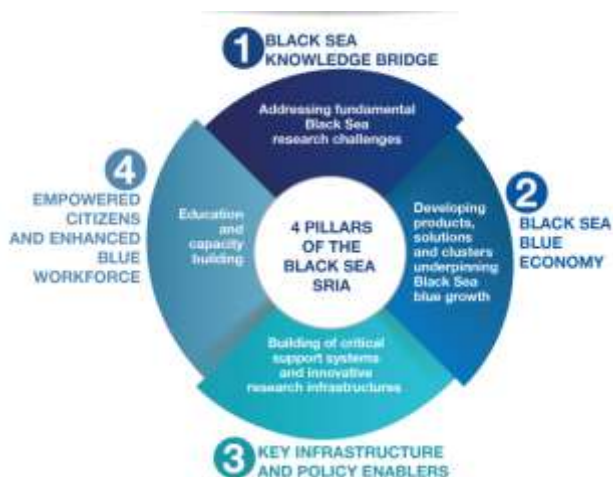 1
BLACK SEA
KNOWLEDGE BRIDGE
Addressing fundamental
Black Sea
research challenges
2
BLACK SEA
BLUE
ECONOMY
Developing
products,
solutions
and clusters
underpinning
Black Sea
blue growth
4 PILLARS
OF THE
BLACK SEA
SRIA
4
EMPOWERED
CITIZENS
AND ENHANCED
BLUE
WORKFORCE
Education
and
capacity
building
Building of critical
support systems
and innovative
research infrastructures
3
KEY INFRASTRUCTURE
AND POLICY ENABLERS